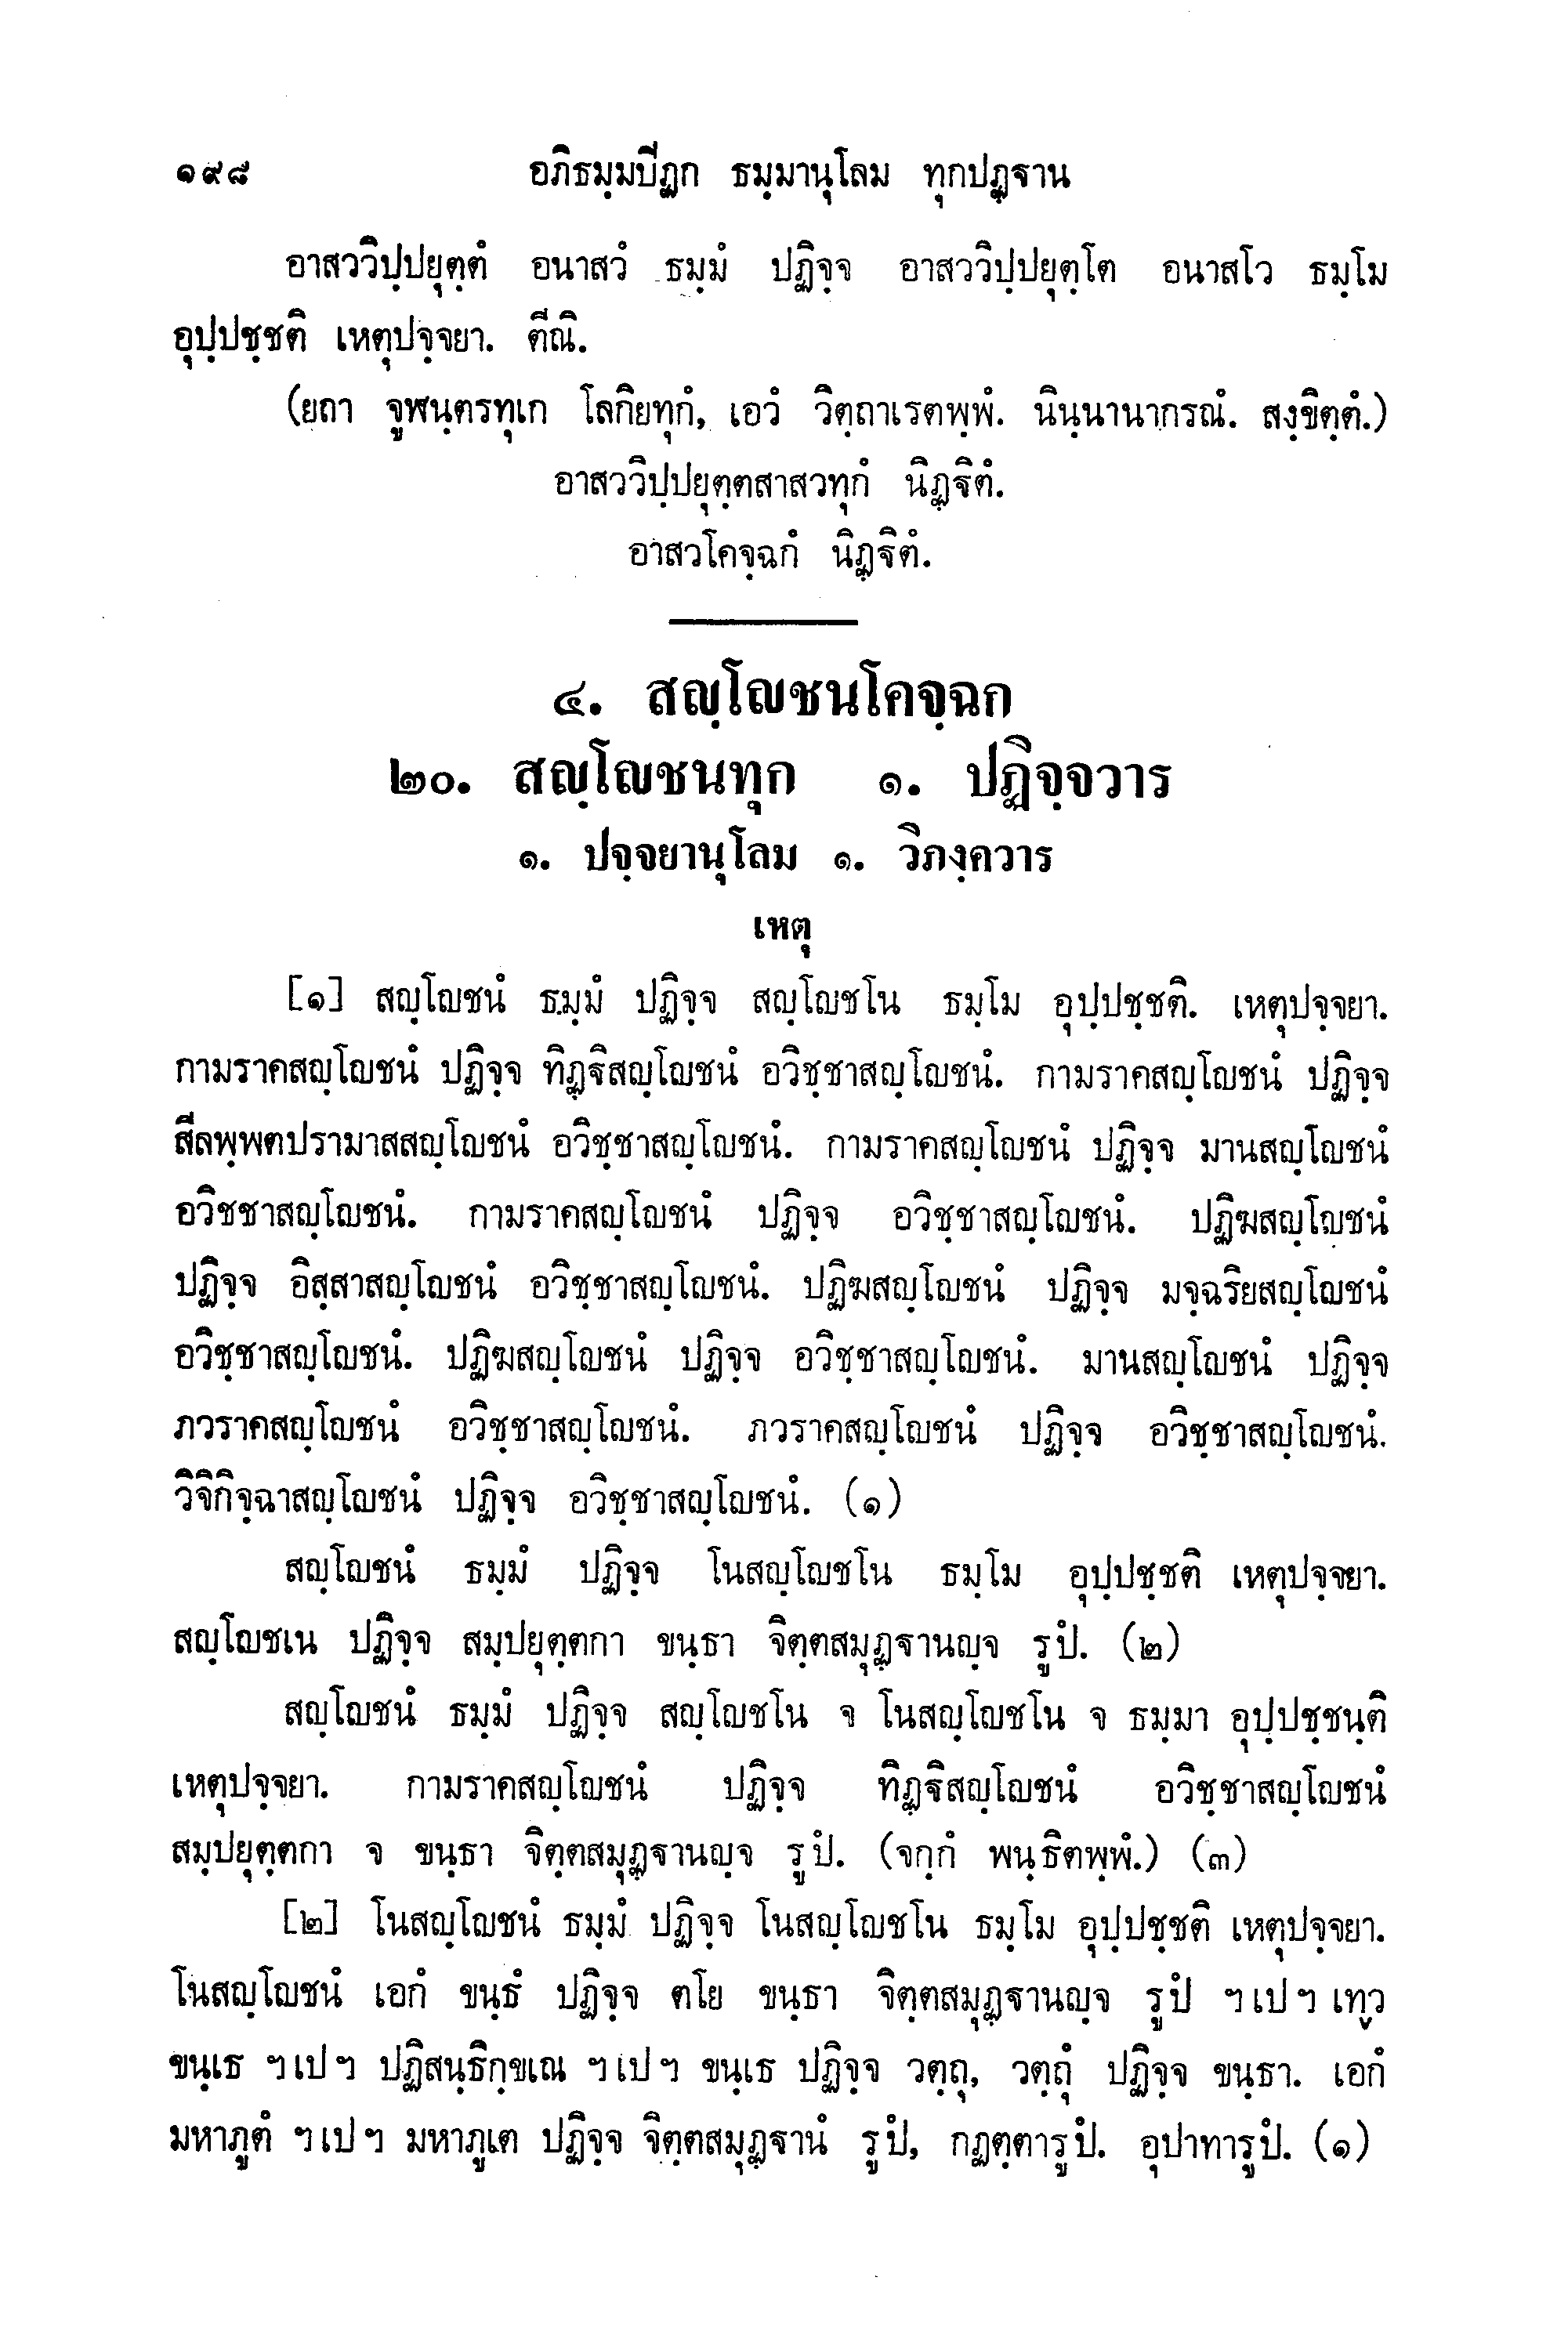 ๑๙๘ อภิธมฺมปิฏก ธมฺมานุโลม ทุกปฏฺฐาน
อาสววิปฺปยุตฺตํ อนาสวํ ธมฺมํ ปฏิจฺจ อาสววิปฺปยุตฺโต อนาสโว ธมฺโม
อุปฺปชฺชติ เหตุปจฺจยา. ตีณิ.
(ยถา จูฬนฺตรทุเก โลกิยทุกํ, เอวํ วิตฺถาเรตพฺพํ. นินฺนานากรณํ. สงฺขิตฺตํ.)
อาสววิปฺปยุตฺตสาสวทุกํ นิฏฺฐิตํ.
อาสวโคจฺฉกํ นิฏฺฐิตํ.
๔. สญฺโญชนโคจฺฉก
๒๐. สญฺโญชนทุก ๑. ปฏิจฺจวาร
๑. ปจฺจยานุโลม ๑. วิภงฺควาร
เหตุ
[๑] สญฺโญชนํ ธมฺมํ ปฏิจฺจ สญฺโญชโน ธมฺโม อุปฺปชฺชติ. เหตุปจฺจยา.
กามราคสญฺโญชนํ ปฏิจฺจ ทิฏฺฐิสญฺโญชนํ อวิชฺชาสญฺโญชนํ. กามราคสญฺโญชนํ ปฏิจฺจ
สีลพฺพตปรามาสสญฺโญชนํ อวิชฺชาสญฺโญชนํ. กามราคสญฺโญชนํ ปฏิจฺจ มานสญฺโญชนํ
อวิชชาสญฺโญชนํ. กามราคสญฺโญชนํ ปฏิจฺจ อวิชฺชาสญฺโญชนํ. ปฏิฆสญฺโญชนํ
ปฏิจฺจ อิสฺสาสญฺโญชนํ อวิชฺชาสญฺโญชนํ. ปฏิฆสญฺโญชนํ ปฏิจฺจ มจฺฉริยสญฺโญชนํ
อวิชฺชาสญฺโญชนํ. ปฏิฆสญฺโญชนํ ปฏิจฺจ อวิชฺชาสญฺโญชนํ. มานสญฺโญชนํ ปฏิจฺจ
ภวราคสญฺโญชนํ อวิชฺชาสญฺโญชนํ. ภวราคสญฺโญชนํ ปฏิจฺจ อวิชฺชาสญฺโญชนํ.
วิจิกิจฺฉาสญฺโญชนํ ปฏิจฺจ อวิชฺชาสญฺโญชนํ. (๑)
สญฺโญชนํ ธมฺมํ ปฏิจฺจ โนสญฺโญชโน ธมฺโม อุปฺปชฺชติ เหตุปจฺจยา.
สญฺโญชเน ปฏิจฺจ สมฺปยุตฺตกา ขนฺธา จิตฺตสมุฏฺฐานญฺจ รูปํ. (๒)
สญฺโญชนํ ธมฺมํ ปฏิจฺจ สญฺโญชโน จ โนสญฺโญชโน จ ธมฺมา อุปฺปชฺชนฺติ
เหตุปจฺจยา. กามราคสญฺโญชนํ ปฏิจฺจ ทิฏฺฐิสญฺโญชนํ อวิชฺชาสญฺโญชนํ
สมฺปยุตฺตกา จ ขนฺธา จิตฺตสมุฏฺฐานญฺจ รูปํ. (จกฺกํ พนฺธิตพฺพํ.) (๓)
[๒] โนสญฺโญชนํ ธมฺมํ ปฏิจฺจ โนสญฺโญชโน ธมฺโม อุปฺปชฺชติ เหตุปจฺจยา.
โนสญฺโญชนํ เอกํ ขนฺธํ ปฏิจฺจ ตโย ขนฺธา จิตฺตสมุฏฺฐานญฺจ รูปํ ฯ เป ฯ เทฺว
ขนฺเธ ฯ เป ฯ ปฏิสนฺธิกฺขเณ ฯ เป ฯ ขนฺเธ ปฏิจฺจ วตฺถุ, วตฺถุํ ปฏิจฺจ ขนฺธา. เอกํ
มหาภูตํ ฯ เป ฯ มหาภูเต ปฏิจฺจ จิตฺตสมุฏฺฐานํ รูปํ, กฏตฺตารูปํ. อุปาทารูปํ. (๑)